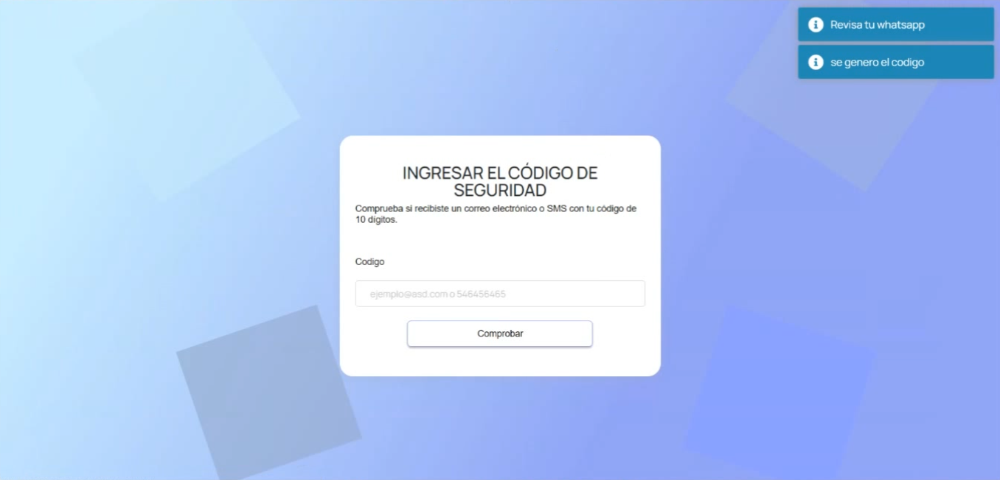 Revisa tu whatsapp
se genero el codigo
INGRESAR EL CÓDIGO DE
SEGURIDAD
Comprueba si recibiste un correo electrónico o SMS con tu código de
10 digitos.
Codigo
ejemplo@asd.com o 546456465
Comprobar